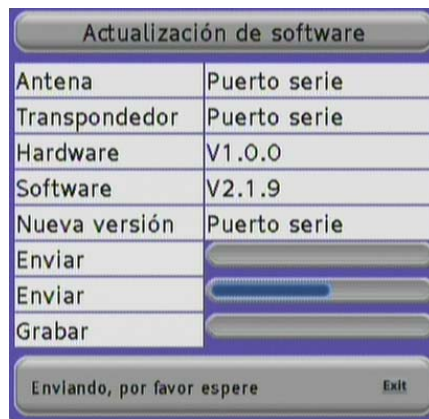 Actualización de software
Antena Puerto serie
Transpondedor Puerto serie
Hardware V1.0.0
Software V2.1.9
Nueva versión Puerto serie
Enviar
Enviar
Grabar
Enviando, por favor espere Exit